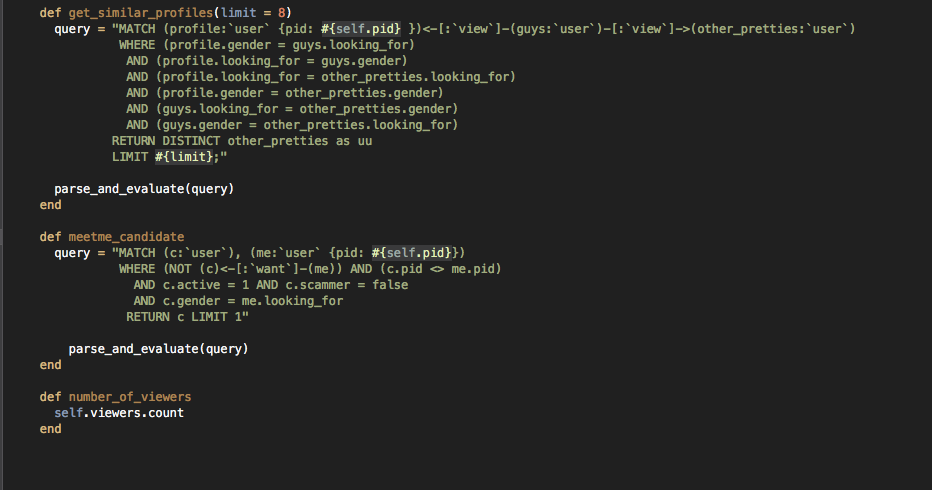 def get_similar_profiles(limit = 8)
  query = "MATCH (profile:`user` {pid: #{self.pid} })<-[:`view`]-(guys:`user`)-[:`view`]->(other_pretties:`user`)
           WHERE (profile.gender = guys.looking_for)
            AND (profile.looking_for = guys.gender)
            AND (profile.looking_for = other_pretties.looking_for)
            AND (profile.gender = other_pretties.gender)
            AND (guys.looking_for = other_pretties.gender)
            AND (guys.gender = other_pretties.looking_for)
          RETURN DISTINCT other_pretties as uu
          LIMIT #{limit};"

  parse_and_evaluate(query)
end

def meetme_candidate
  query = "MATCH (c:`user`), (me:`user` {pid: #{self.pid}})
           WHERE (NOT (c)<-[:`want`]-(me)) AND (c.pid <> me.pid)
             AND c.active = 1 AND c.scammer = false
             AND c.gender = me.looking_for
            RETURN c LIMIT 1"

    parse_and_evaluate(query)
end

def number_of_viewers
  self.viewers.count
end